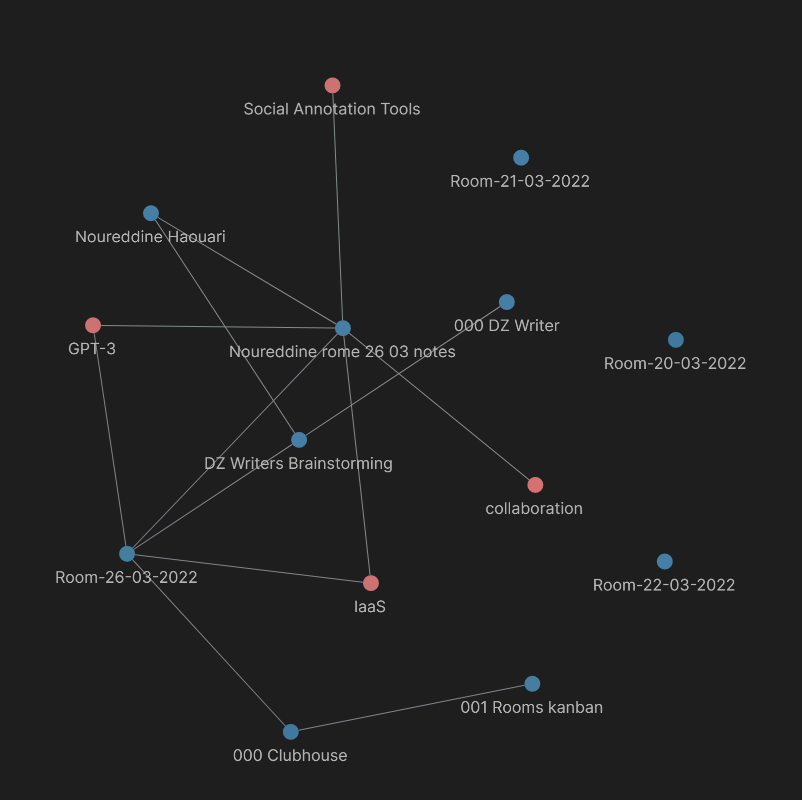 Social Annotation Tools
Room-21-03-2022
Noureddine Haouari
000 DZ Writer
GPT-3
Noureddine rome 26 03 notes
Room-20-03-2022
DZ Writers Brainstorming
collaboration
Room-26-03-2022
Room-22-03-2022
IaaS
001 Rooms kanban
000 Clubhouse